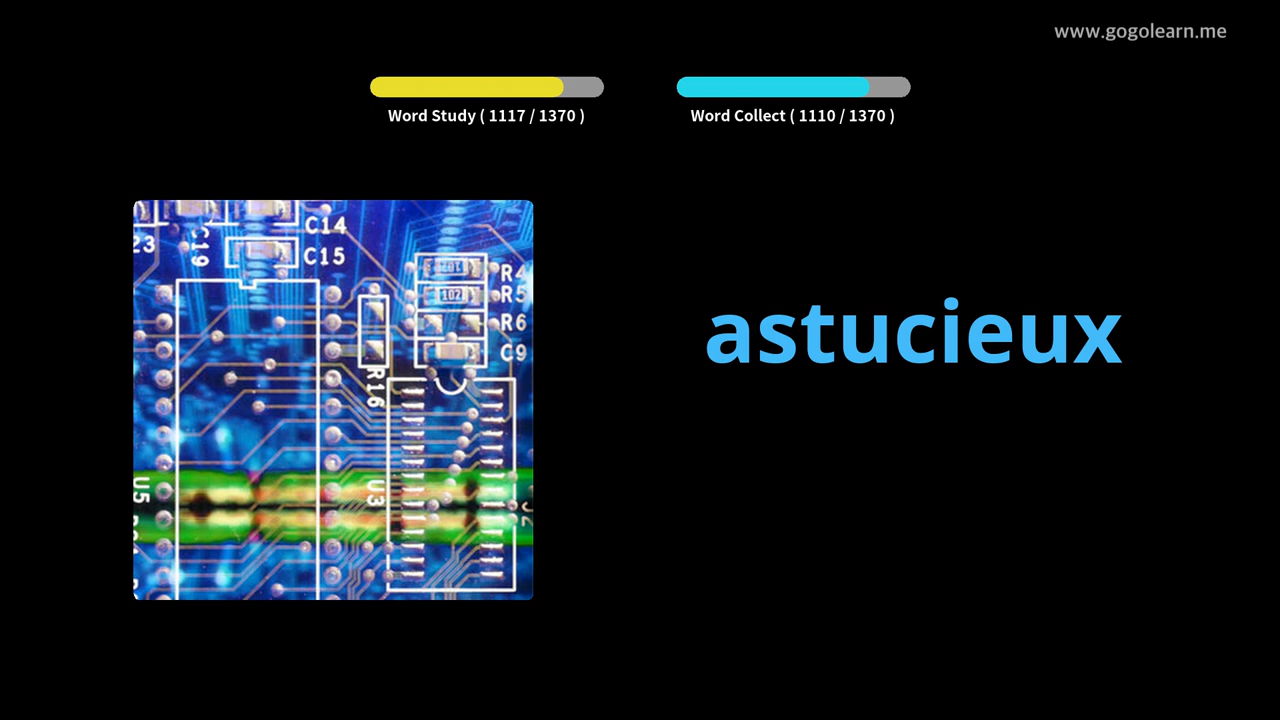 www.gogolearn.me
Word Study ( 1117 / 1370 )
Word Collect ( 1110 / 1370 )
astucieux
C14
C19
23
C15
R4
R5
102
R6
C9
R16
U5
U3